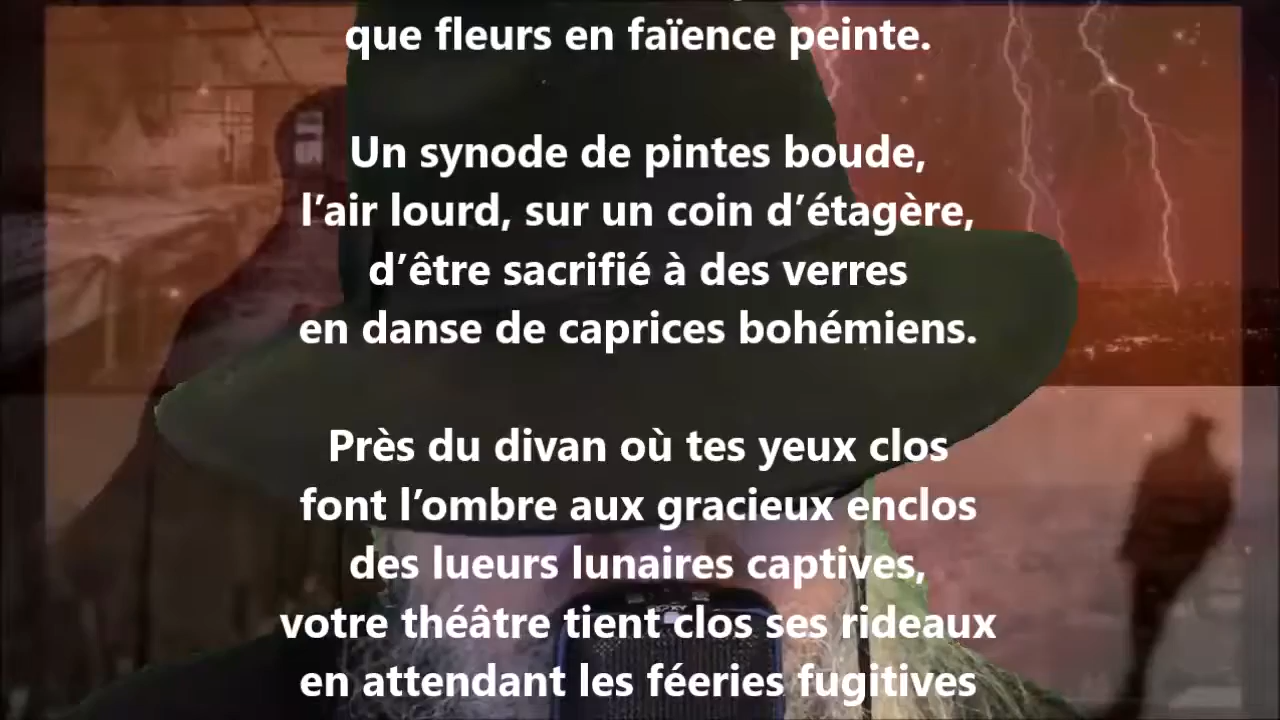 que fleurs en faïence peinte.
Un synode de pintes boude,
l’air lourd, sur un coin d’étagère,
d’être sacrifié à des verres
en danse de caprices bohémiens.
Près du divan où tes yeux clos
font l’ombre aux gracieux enclos
des lueurs lunaires captives,
votre théâtre tient clos ses rideaux
en attendant les féeries fugitives